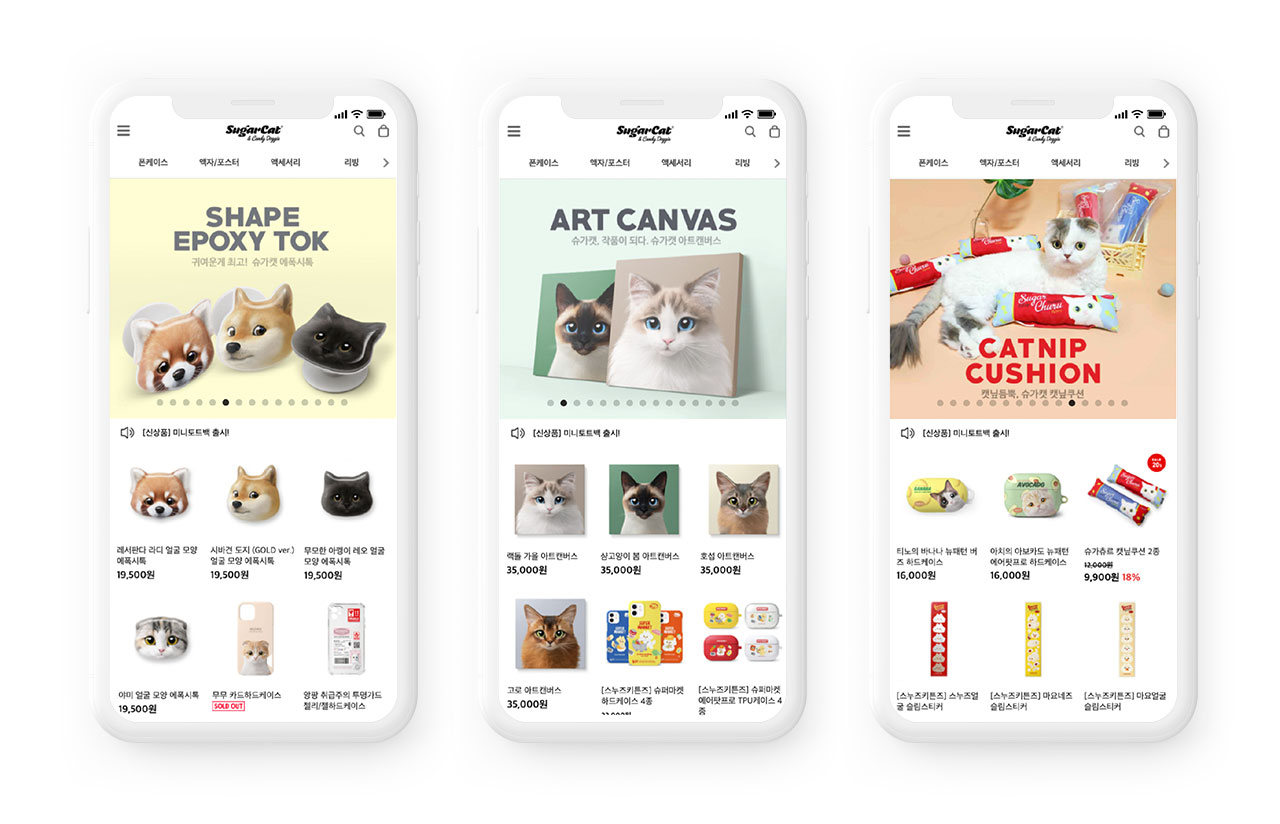 SugarCat
& Candy Doggie
폰케이스 액자/포스터 액세서리 리빙
SHAPE
EPOXY TOK
귀여운게 최고! 슈가캣 에폭시톡
[신상품] 미니토트백 출시!
레서판다 라디 얼굴 모양
에폭시톡
19,500원
시바견 도지 (GOLD ver.)
얼굴 모양 에폭시톡
19,500원
무모한 아깽이 레오 얼굴
모양 에폭시톡
19,500원
야미 얼굴 모양 에폭시톡
19,500원
무무 카드하드케이스
SOLD OUT
앙팡 취급주의 투명가드
젤리/젤하드케이스
SugarCat
& Candy Doggie
폰케이스 액자/포스터 액세서리 리빙
ART CANVAS
슈가캣, 작품이 되다. 슈가캣 아트캔버스
[신상품] 미니토트백 출시!
랙돌 가을 아트캔버스
35,000원
샴고양이 봄 아트캔버스
35,000원
호섭 아트캔버스
35,000원
고로 아트캔버스
35,000원
[스누즈키튼즈] 슈퍼마켓
하드케이스 4종
[스누즈키튼즈] 슈퍼마켓
에어팟프로 TPU케이스 4
종
SugarCat
& Candy Doggie
폰케이스 액자/포스터 액세서리 리빙
Sugar
Churu
CATNIP
CUSHION
캣닢듬뿍, 슈가캣 캣닢쿠션
[신상품] 미니토트백 출시!
티노의 바나나 뉴패턴 버
즈 하드케이스
16,000원
AVOCADO
아치의 아보카도 뉴패턴
에어팟프로 하드케이스
16,000원
슈가츄르 캣닢쿠션 2종
12,000원
9,900원 18%
[스누즈키튼즈] 스누즈얼
굴 슬림스티커
[스누즈키튼즈] 마요네즈
슬림스티커
[스누즈키튼즈] 마요얼굴
슬림스티커